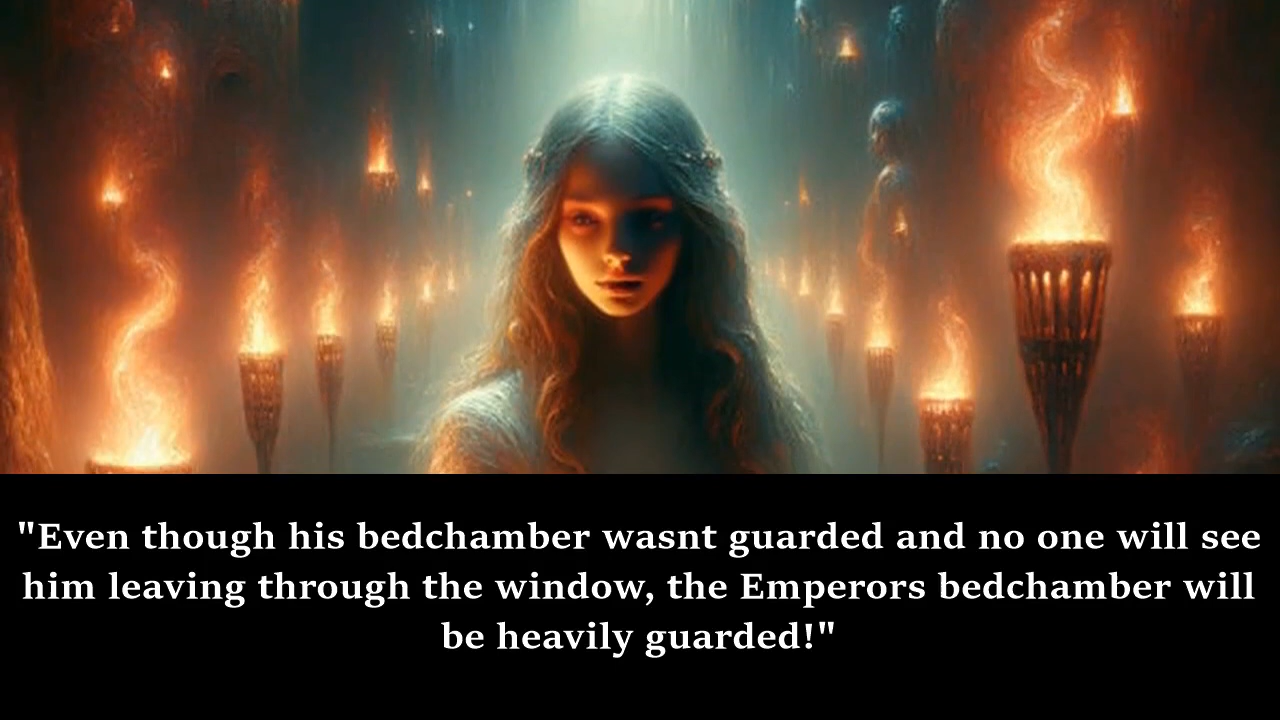 "Even though his bedchamber wasnt guarded and no one will see
him leaving through the window, the Emperors bedchamber will
be heavily guarded!"